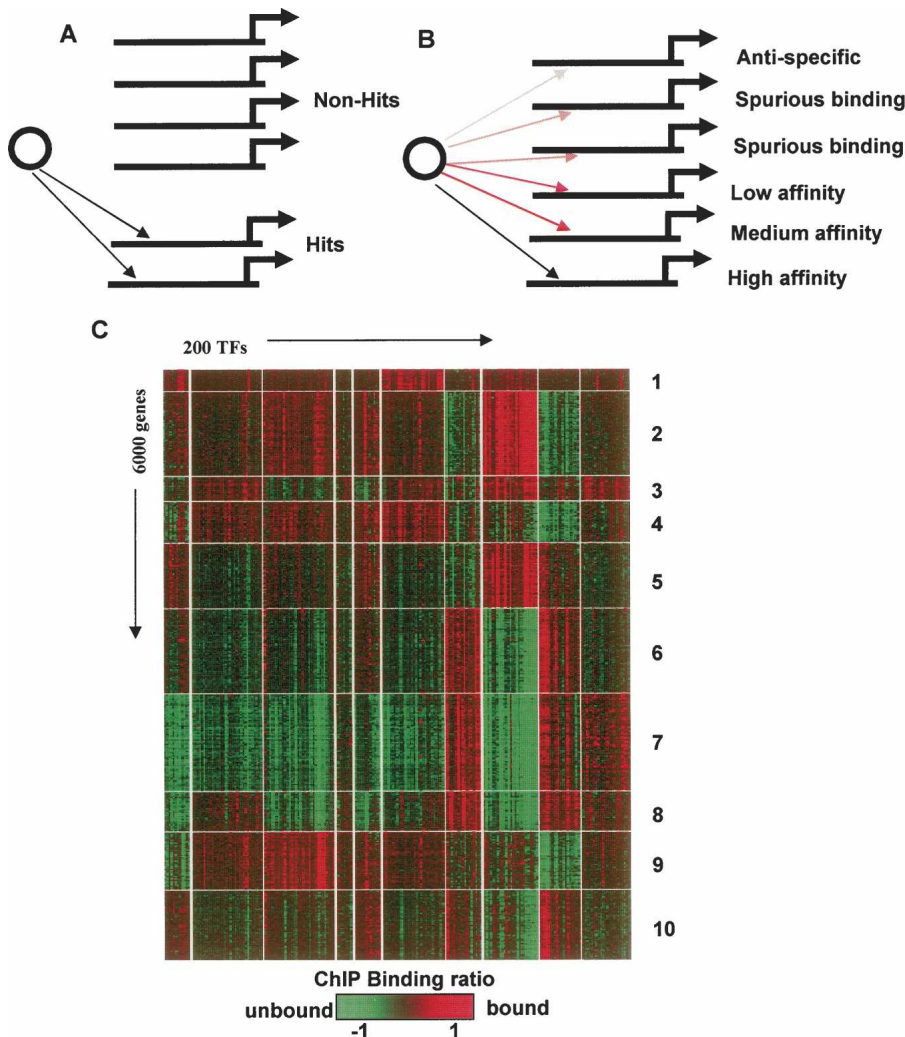 A
Non-Hits
Hits
B
Anti-specific
Spurious binding
Spurious binding
Low affinity
Medium affinity
High affinity
C
200 TFs
6000 genes
1
2
3
4
5
6
7
8
9
10
ChIP Binding ratio
unbound
bound
-1
1